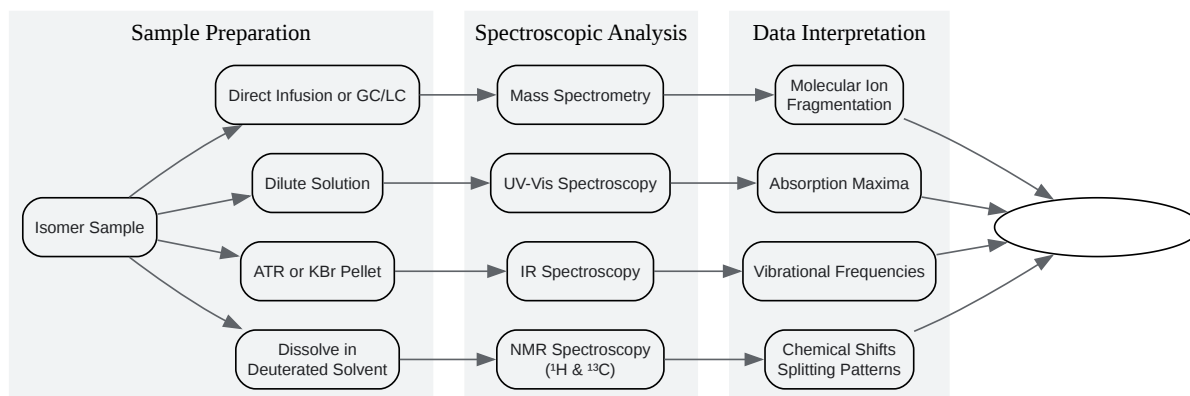 Sample Preparation
Spectroscopic Analysis
Data Interpretation
Direct Infusion or GC/LC
Mass Spectrometry
Molecular Ion
Fragmentation
Dilute Solution
UV-Vis Spectroscopy
Absorption Maxima
Isomer Sample
ATR or KBr Pellet
IR Spectroscopy
Vibrational Frequencies
Dissolve in
Deuterated Solvent
NMR Spectroscopy
(¹H & ¹³C)
Chemical Shifts
Splitting Patterns